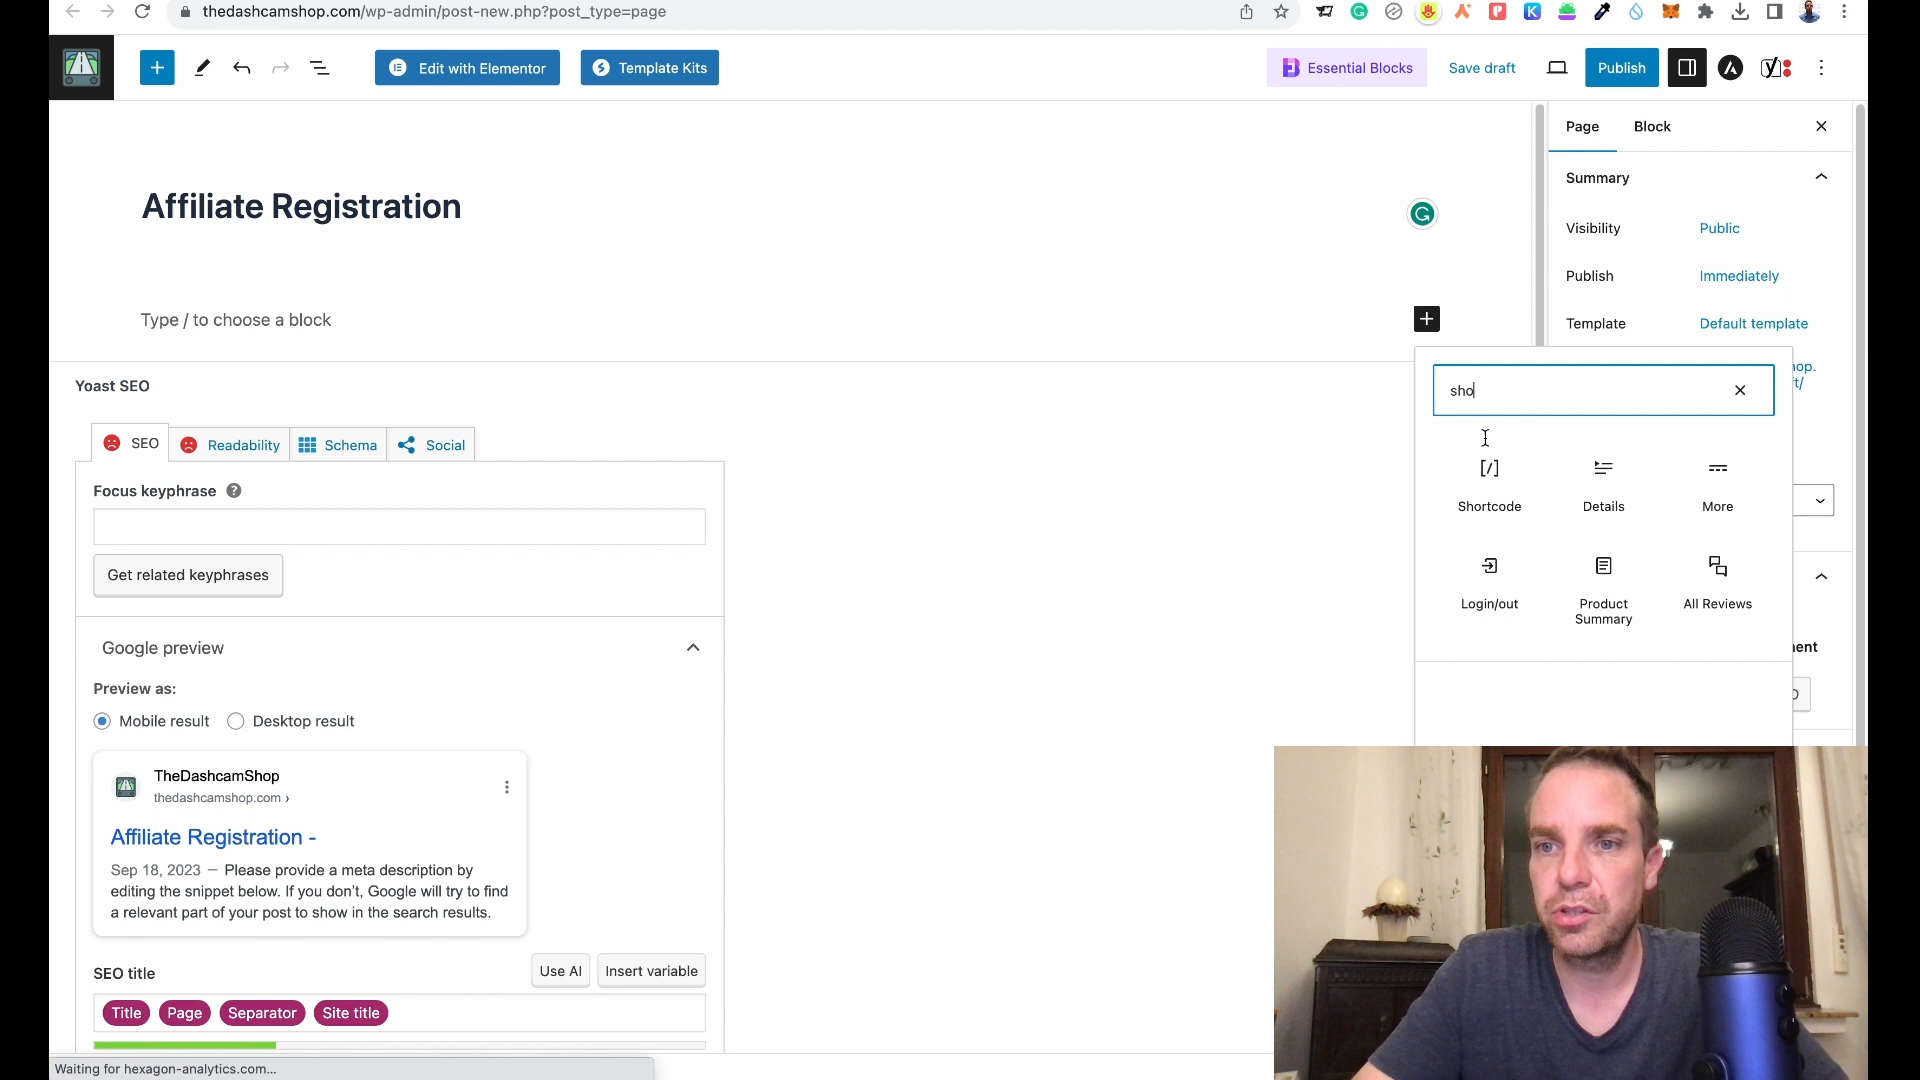 thedashcamshop.com/wp-admin/post-new.php?post_type=page
Edit with Elementor
Template Kits
Essential Blocks
Save draft
Publish
Affiliate Registration
Type / to choose a block
Page
Block
Summary
Visibility
Public
Publish
Immediately
Template
Default template
hop.
ft/
sho
Shortcode
Details
More
Login/out
Product
Summary
All Reviews
Yoast SEO
SEO
Readability
Schema
Social
Focus keyphrase
Get related keyphrases
Google preview
Preview as:
Mobile result
Desktop result
TheDashcamShop
thedashcamshop.com ›
Affiliate Registration -
Sep 18, 2023 – Please provide a meta description by
editing the snippet below. If you don't, Google will try to find
a relevant part of your post to show in the search results.
SEO title
Use AI
Insert variable
Title
Page
Separator
Site title
Waiting for hexagon-analytics.com...